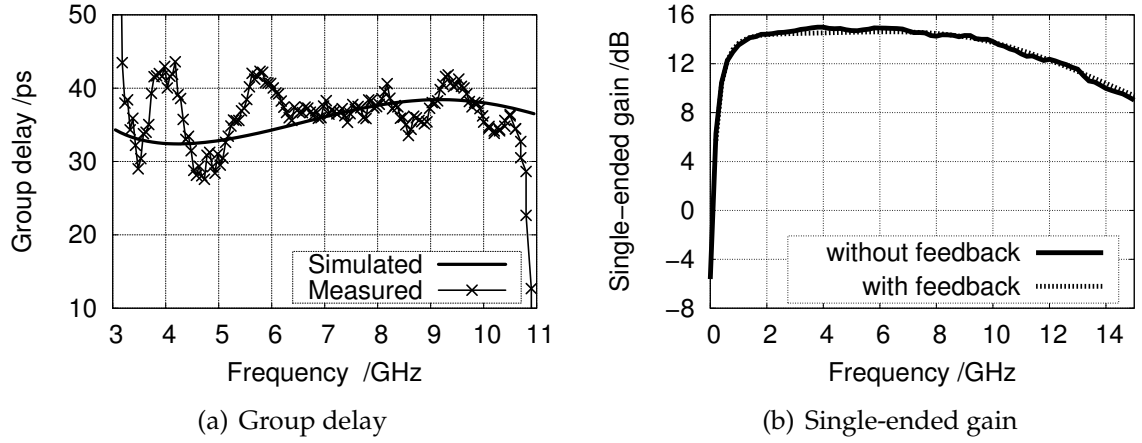 50
40
30
20
10
Group delay /ps
Simulated
Measured
3 4 5 6 7 8 9 10 11
Frequency /GHz
(a) Group delay
16
12
8
4
0
−4
−8
Single−ended gain /dB
without feedback
with feedback
0 2 4 6 8 10 12 14
Frequency /GHz
(b) Single-ended gain